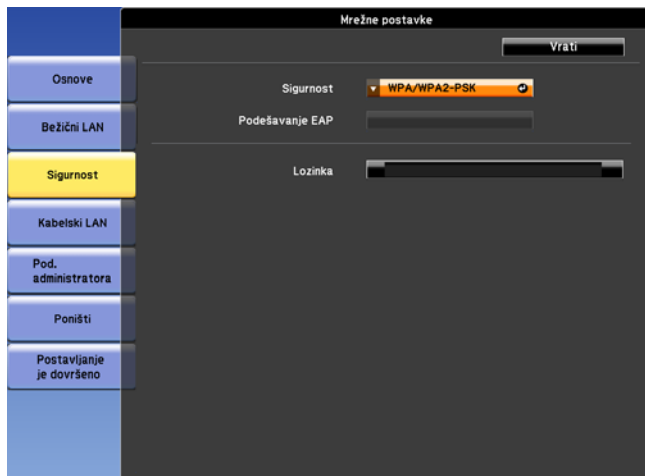 Mrežne postavke
Vrati
Osnove
Bežični LAN
Sigurnost
Kabelski LAN
Pod.
administratora
Poništi
Postavljanje
je dovršeno
Sigurnost
WPA/WPA2-PSK
Podešavanje EAP
Lozinka